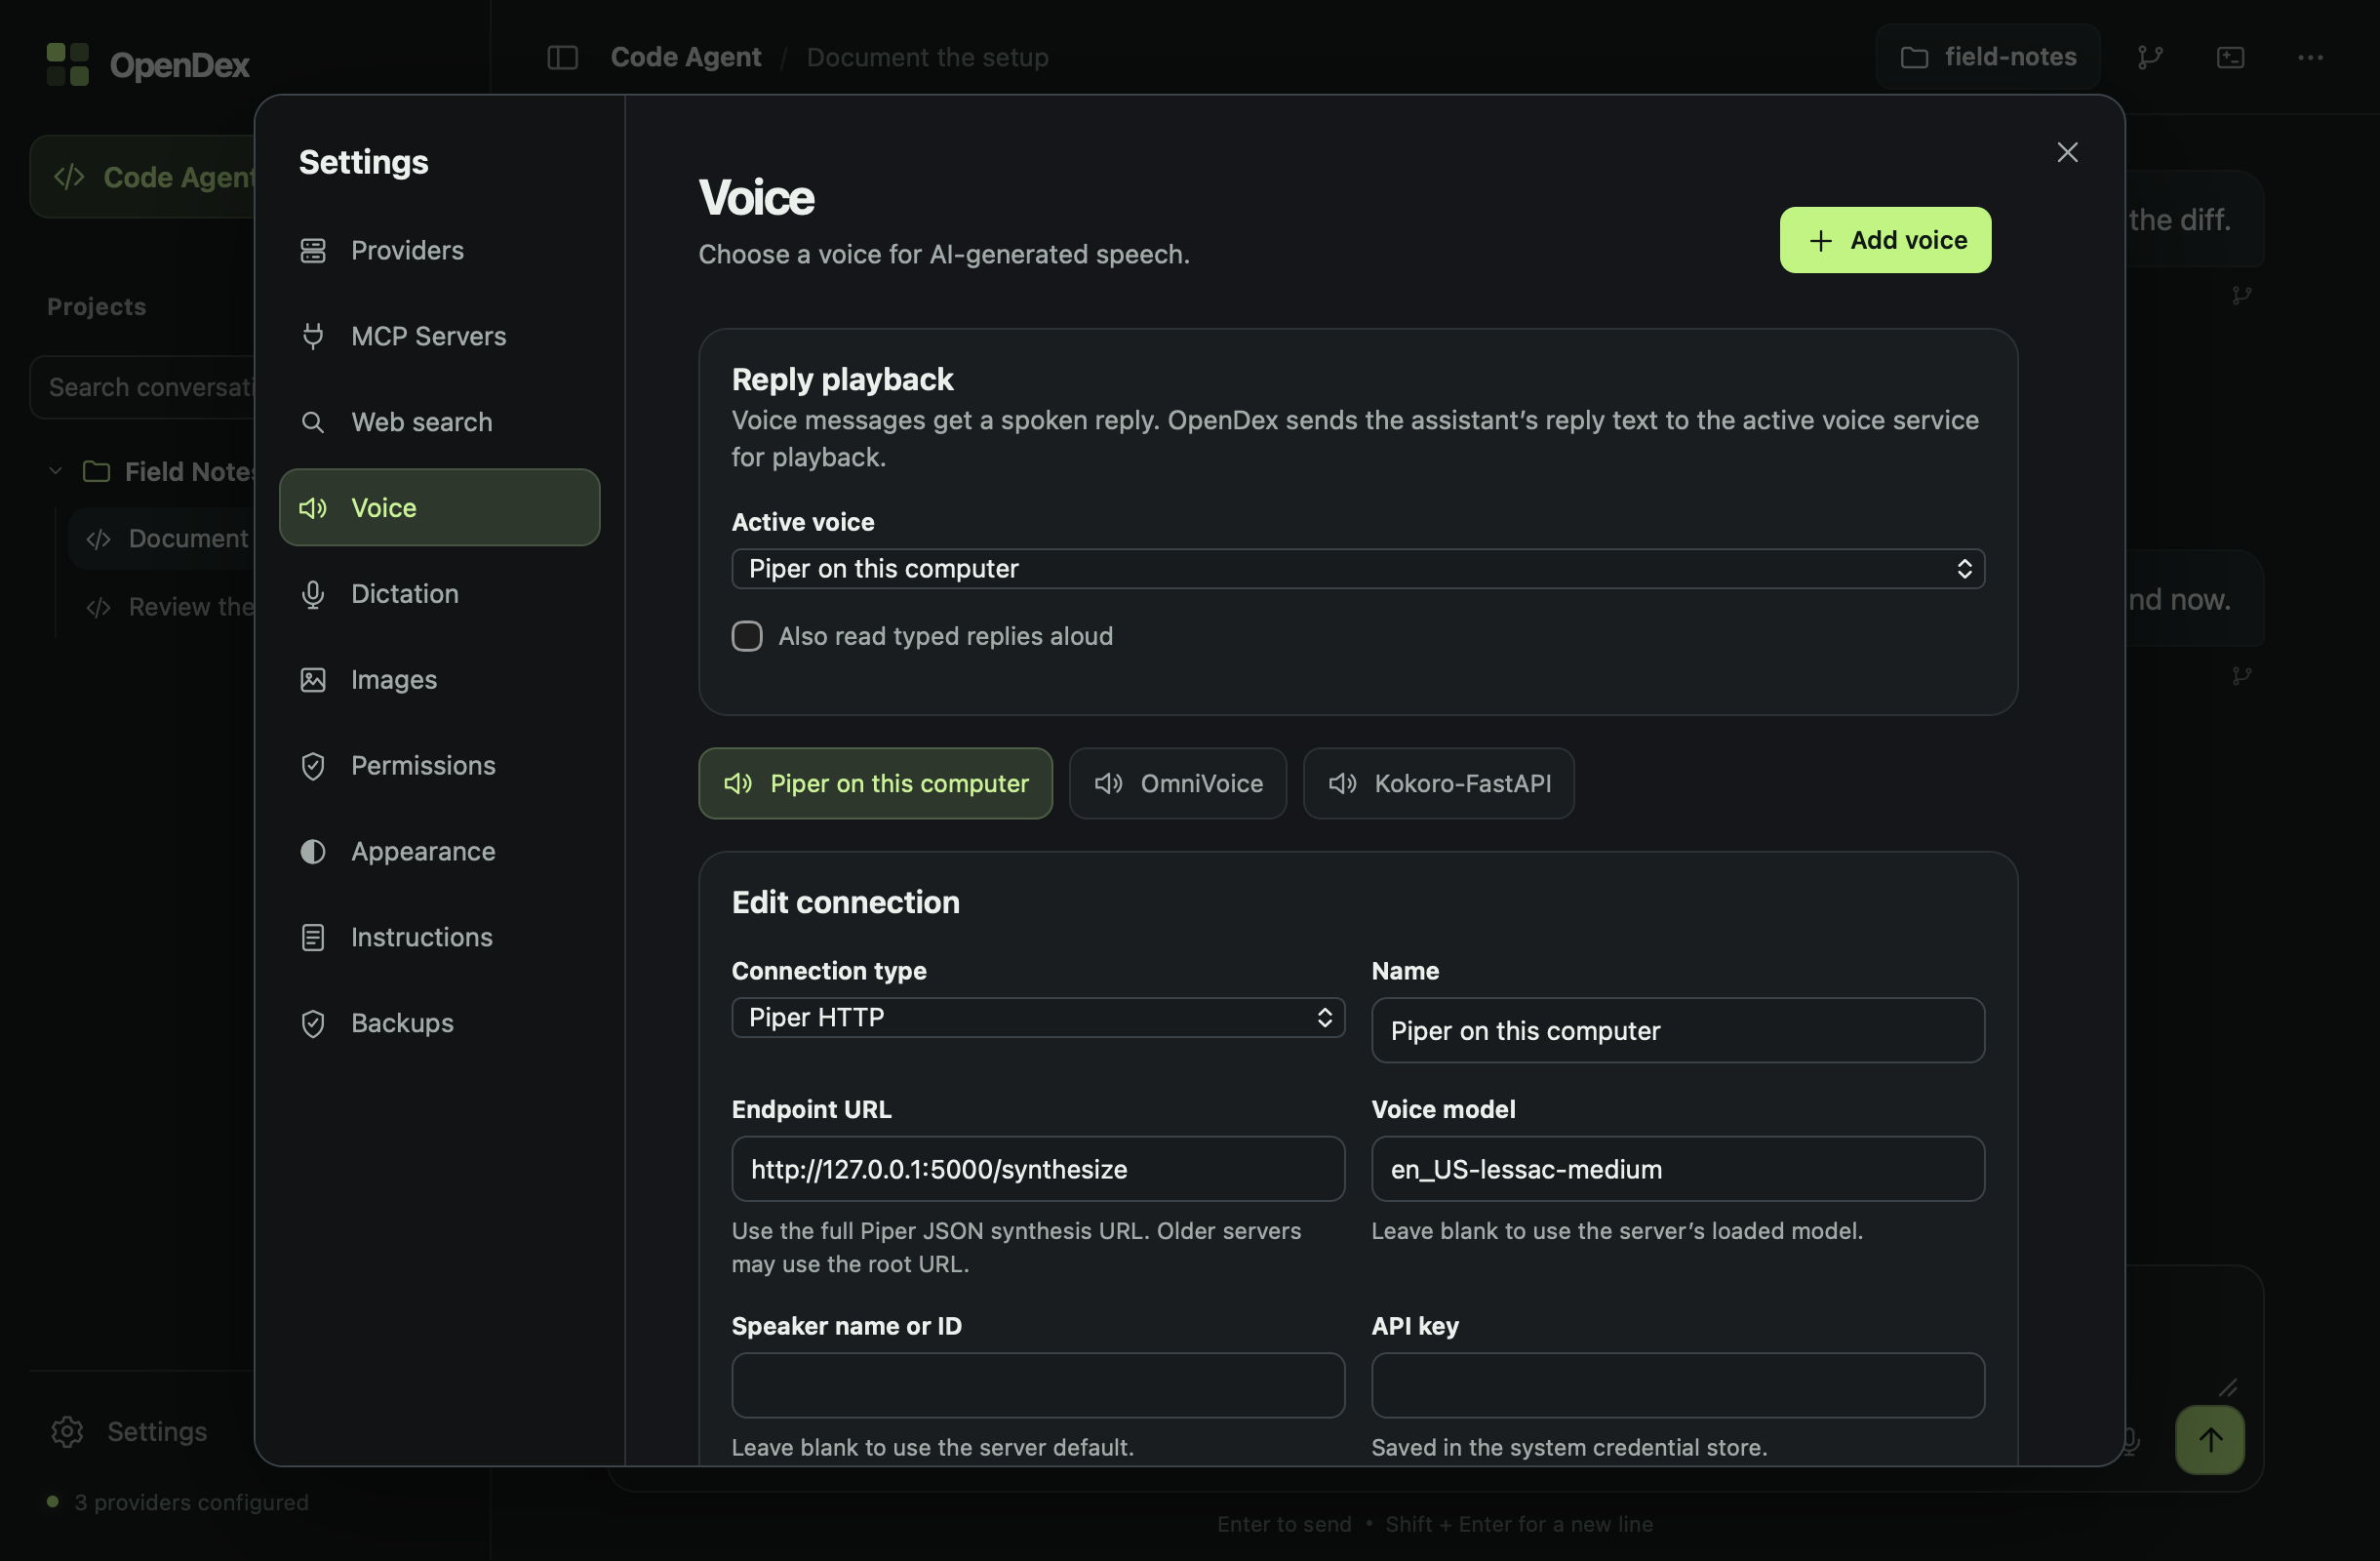 OpenDex
Code Agent / Document the setup
field-notes
Code Agent
Projects
Search conversati
Field Notes
Document
Review the
Settings
3 providers configured
the diff.
nd now.
Enter to send • Shift + Enter for a new line
Settings
Providers
MCP Servers
Web search
Voice
Dictation
Images
Permissions
Appearance
Instructions
Backups
Voice
Choose a voice for AI-generated speech.
Add voice
Reply playback
Voice messages get a spoken reply. OpenDex sends the assistant’s reply text to the active voice service
for playback.
Active voice
Piper on this computer
Also read typed replies aloud
Piper on this computer
OmniVoice
Kokoro-FastAPI
Edit connection
Connection type
Piper HTTP
Name
Piper on this computer
Endpoint URL
http://127.0.0.1:5000/synthesize
Use the full Piper JSON synthesis URL. Older servers
may use the root URL.
Voice model
en_US-lessac-medium
Leave blank to use the server’s loaded model.
Speaker name or ID
Leave blank to use the server default.
API key
Saved in the system credential store.